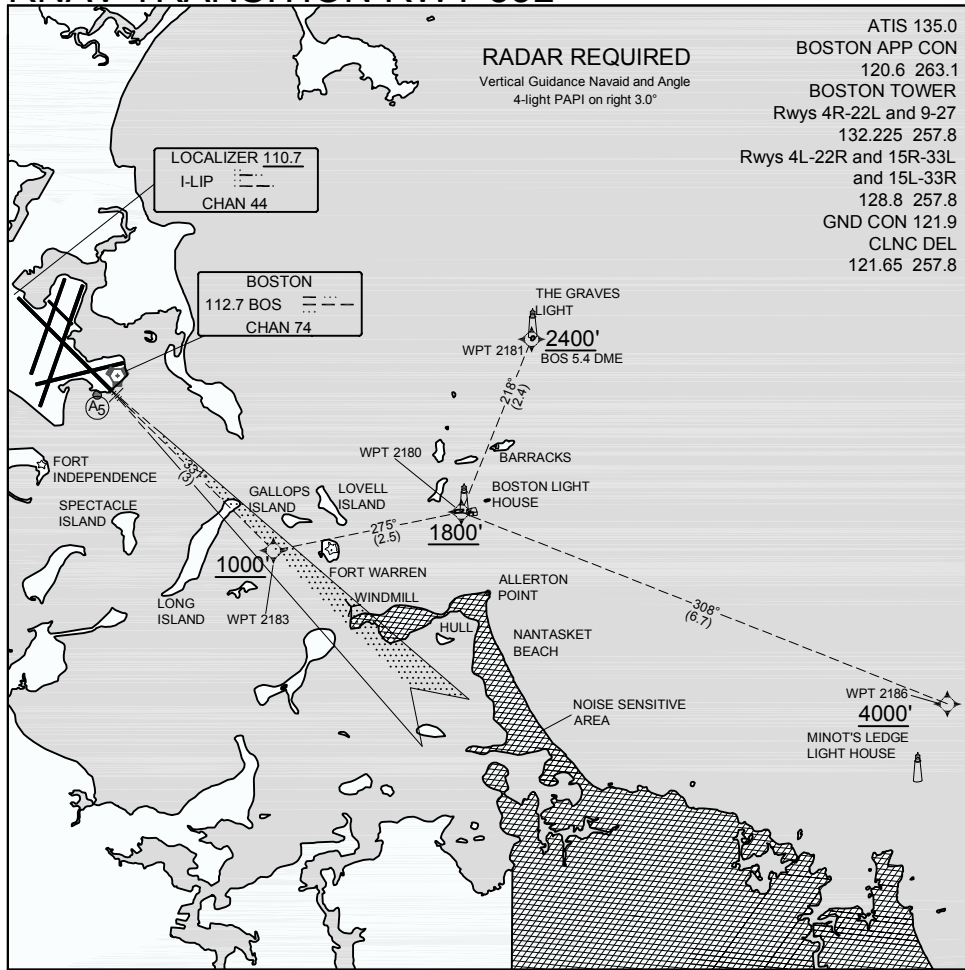 RNAV TRANSITION RWY 33L
RADAR REQUIRED
Vertical Guidance Navaid and Angle
4-light PAPI on right 3.0°
ATIS 135.0
BOSTON APP CON
120.6 263.1
BOSTON TOWER
Rwys 4R-22L and 9-27
132.225 257.8
Rwys 4L-22R and 15R-33L
and 15L-33R
128.8 257.8
GND CON 121.9
CLNC DEL
121.65 257.8
LOCALIZER 110.7
I-LIP
CHAN 44
BOSTON
112.7 BOS
CHAN 74
THE GRAVES
LIGHT
WPT 2181
2400'
BOS 5.4 DME
218°
(2.4)
A5
FORT
INDEPENDENCE
SPECTACLE
ISLAND
331°
(3)
GALLOPS
ISLAND
LOVELL
ISLAND
WPT 2180
BARRACKS
BOSTON LIGHT
HOUSE
275°
(2.5)
1800'
1000'
FORT WARREN
LONG
ISLAND
WPT 2183
WINDMILL
HULL
ALLERTON
POINT
NANTASKET
BEACH
308°
(6.7)
NOISE SENSITIVE
AREA
WPT 2186
4000'
MINOT'S LEDGE
LIGHT HOUSE